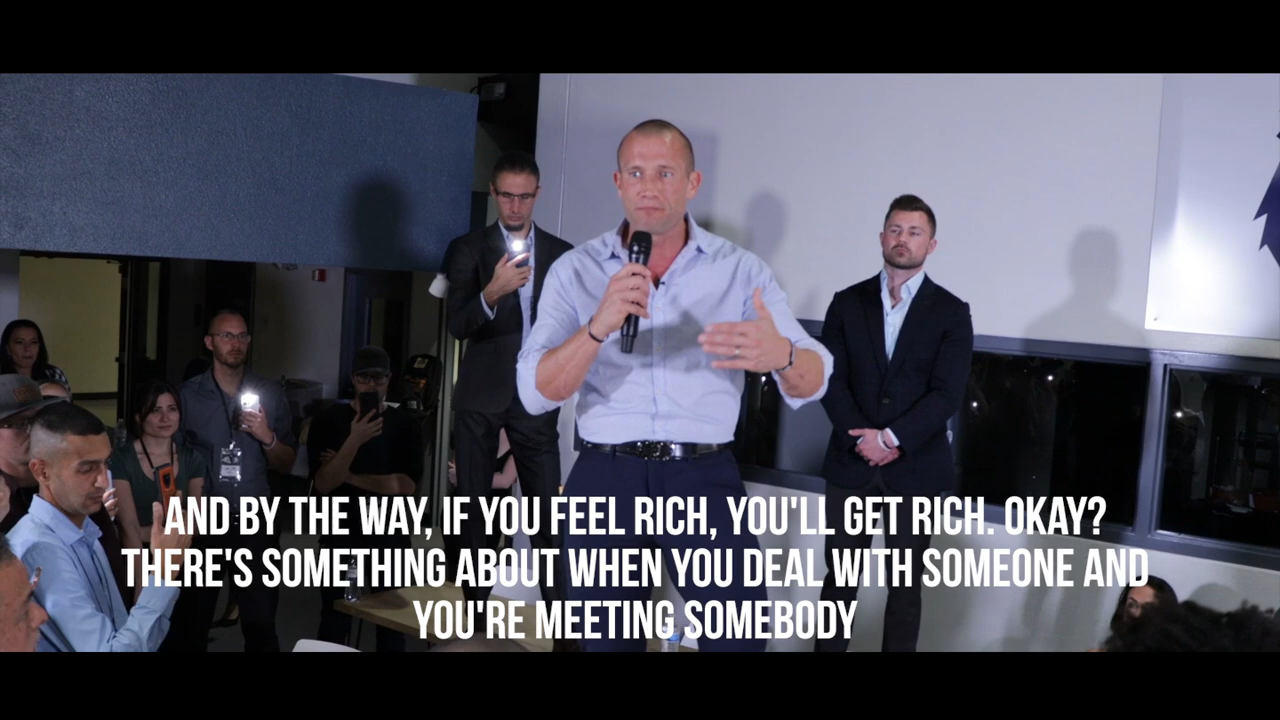 AND BY THE WAY, IF YOU FEEL RICH, YOU'LL GET RICH. OKAY?
THERE'S SOMETHING ABOUT WHEN YOU DEAL WITH SOMEONE AND
YOU'RE MEETING SOMEBODY